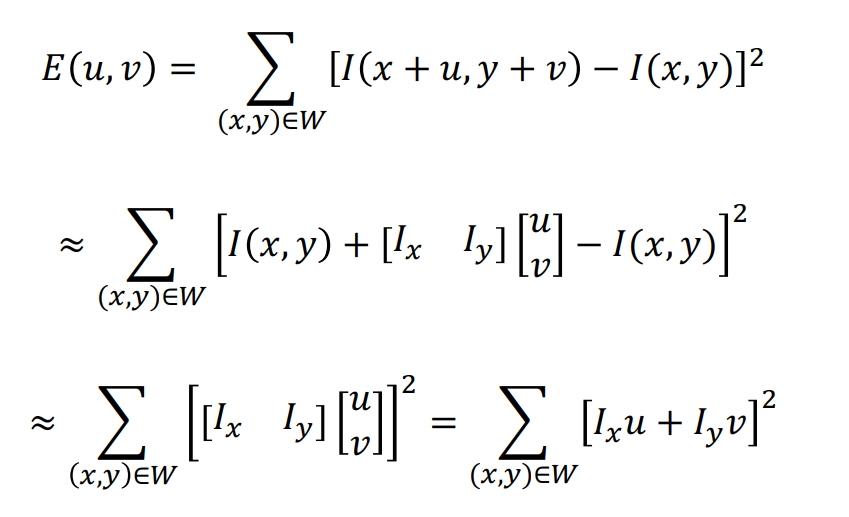 E(u, v) = ∑_{(x,y)∈W} [I(x + u, y + v) − I(x, y)]²
≈ ∑_{(x,y)∈W} [I(x, y) + [I_x I_y] [u v] − I(x, y)]²
≈ ∑_{(x,y)∈W} [[I_x I_y] [u v]]² = ∑_{(x,y)∈W} [I_x u + I_y v]²